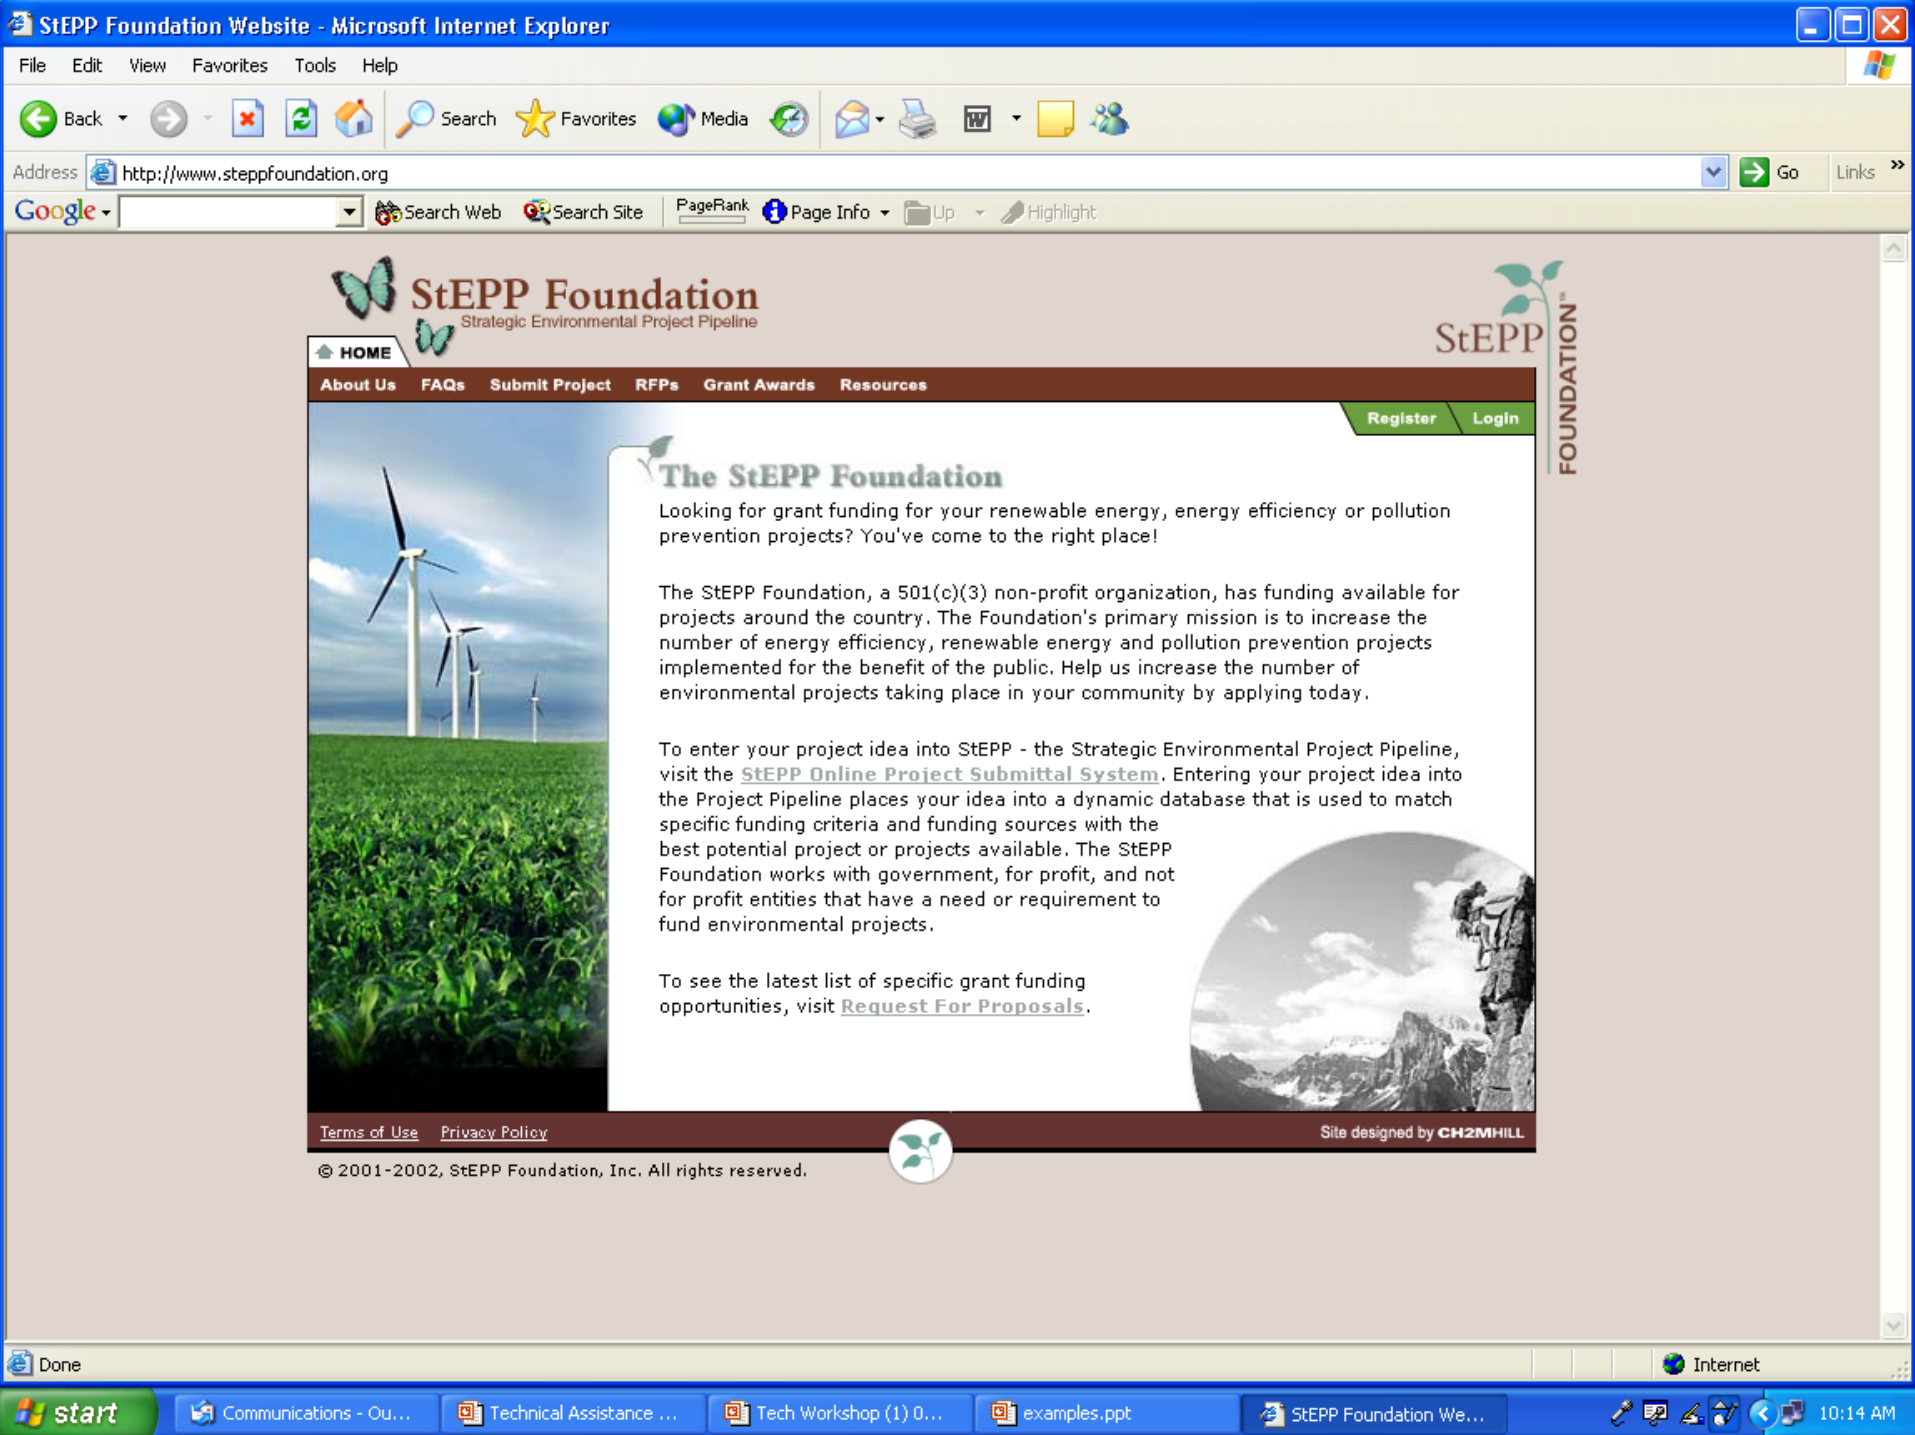 StEPP Foundation Website - Microsoft Internet Explorer
File Edit View Favorites Tools Help
Back Search Favorites Media
Address http://www.steppfoundation.org Go Links »
Google Search Web Search Site PageRank Page Info Up Highlight
StEPP Foundation
Strategic Environmental Project Pipeline
StEPP
FOUNDATION™
HOME
About Us FAQs Submit Project RFPs Grant Awards Resources
Register Login
The StEPP Foundation
Looking for grant funding for your renewable energy, energy efficiency or pollution
prevention projects? You've come to the right place!
The StEPP Foundation, a 501(c)(3) non-profit organization, has funding available for
projects around the country. The Foundation's primary mission is to increase the
number of energy efficiency, renewable energy and pollution prevention projects
implemented for the benefit of the public. Help us increase the number of
environmental projects taking place in your community by applying today.
To enter your project idea into StEPP - the Strategic Environmental Project Pipeline,
visit the StEPP Online Project Submittal System. Entering your project idea into
the Project Pipeline places your idea into a dynamic database that is used to match
specific funding criteria and funding sources with the
best potential project or projects available. The StEPP
Foundation works with government, for profit, and not
for profit entities that have a need or requirement to
fund environmental projects.
To see the latest list of specific grant funding
opportunities, visit Request For Proposals.
Terms of Use Privacy Policy Site designed by CH2MHILL
© 2001-2002, StEPP Foundation, Inc. All rights reserved.
Done Internet
start Communications - Ou... Technical Assistance ... Tech Workshop (1) 0... examples.ppt StEPP Foundation We... 10:14 AM